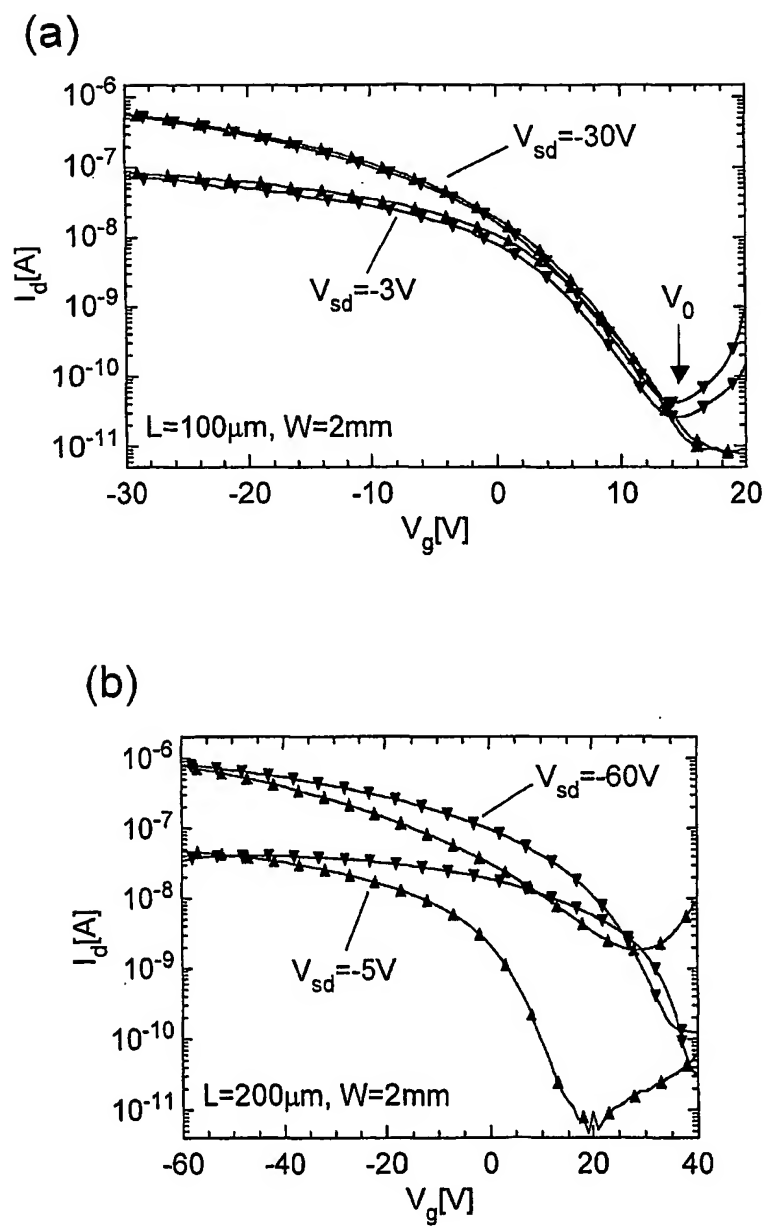 (a)
10^-6
10^-7
10^-8
10^-9
10^-10
10^-11
I_d[A]
V_sd=-30V
V_sd=-3V
V_0
L=100μm, W=2mm
-30 -20 -10 0 10 20
V_g[V]
(b)
10^-6
10^-7
10^-8
10^-9
10^-10
10^-11
I_d[A]
V_sd=-60V
V_sd=-5V
L=200μm, W=2mm
-60 -40 -20 0 20 40
V_g[V]